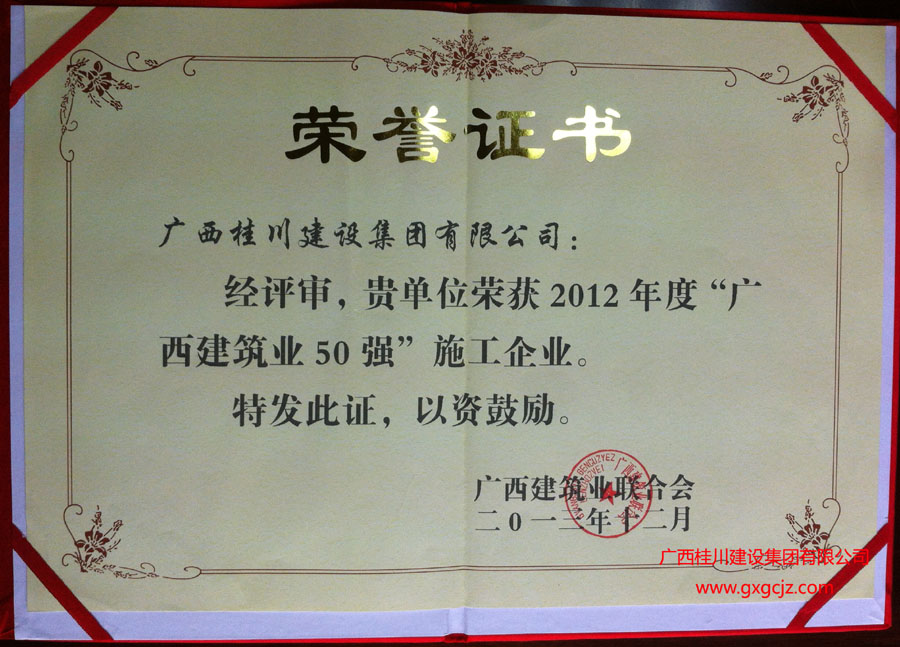 荣誉证书
广西桂川建设集团有限公司：
经评审，贵单位荣获2012年度“广
西建筑业50强”施工企业。
特发此证，以资鼓励。
广西建筑业联合会
二0一三年十二月
广西桂川建设集团有限公司
www.gxgcjz.com